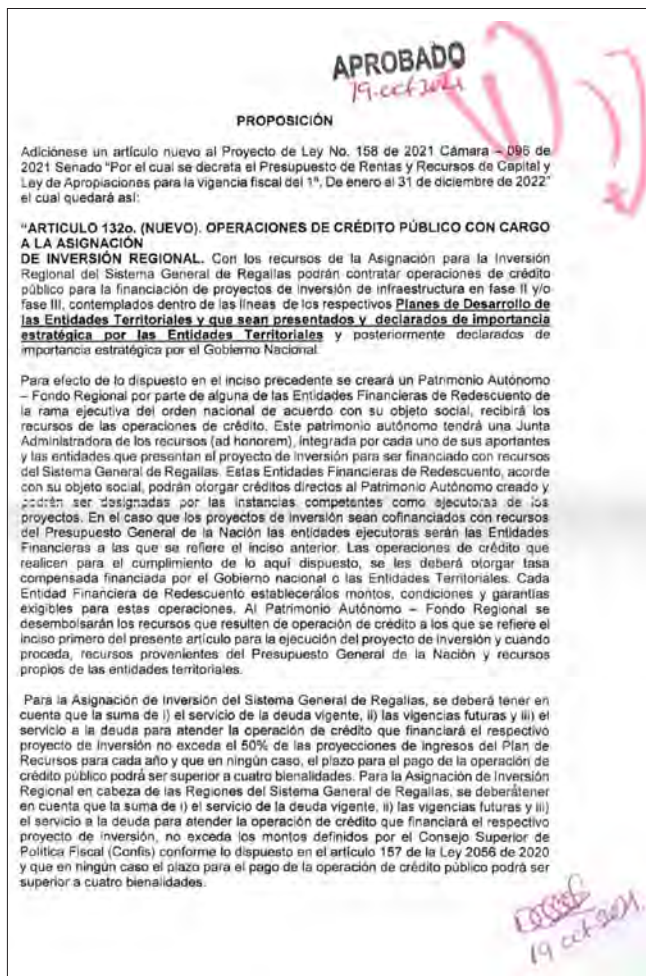 APROBADO
19-oct 2021
PROPOSICIÓN
Adiciónese un artículo nuevo al Proyecto de Ley No. 158 de 2021 Cámara – 096 de
2021 Senado "Por el cual se decreta el Presupuesto de Rentas y Recursos de Capital y
Ley de Apropiaciones para la vigencia fiscal del 1º. De enero al 31 de diciembre de 2022"
el cual quedará así:
"ARTICULO 132o. (NUEVO). OPERACIONES DE CRÉDITO PÚBLICO CON CARGO
A LA ASIGNACIÓN
DE INVERSIÓN REGIONAL. Con los recursos de la Asignación para la Inversión
Regional del Sistema General de Regalías podrán contratar operaciones de crédito
público para la financiación de proyectos de inversión de infraestructura en fase II y/o
fase III, contemplados dentro de las líneas de los respectivos Planes de Desarrollo de
las Entidades Territoriales y que sean presentados y declarados de importancia
estratégica por las Entidades Territoriales y posteriormente declarados de
importancia estratégica por el Gobierno Nacional.
Para efecto de lo dispuesto en el inciso precedente se creará un Patrimonio Autónomo
– Fondo Regional por parte de alguna de las Entidades Financieras de Redescuento de
la rama ejecutiva del orden nacional de acuerdo con su objeto social, recibirá los
recursos de las operaciones de crédito. Este patrimonio autónomo tendrá una Junta
Administradora de los recursos (ad honorem), integrada por cada uno de sus aportantes
y las entidades que presentan el proyecto de inversión para ser financiado con recursos
del Sistema General de Regalías. Estas Entidades Financieras de Redescuento, acorde
con su objeto social, podrán otorgar créditos directos al Patrimonio Autónomo creado y
podrán ser designadas por las instancias competentes como ejecutoras de los
proyectos. En el caso que los proyectos de inversión sean cofinanciados con recursos
del Presupuesto General de la Nación las entidades ejecutoras serán las Entidades
Financieras a las que se refiere el inciso anterior. Las operaciones de crédito que
realicen para el cumplimiento de lo aquí dispuesto, se les deberá otorgar tasa
compensada financiada por el Gobierno nacional o las Entidades Territoriales. Cada
Entidad Financiera de Redescuento establecerálos montos, condiciones y garantías
exigibles para estas operaciones. Al Patrimonio Autónomo – Fondo Regional se
desembolsarán los recursos que resulten de operación de crédito a los que se refiere el
inciso primero del presente artículo para la ejecución del proyecto de inversión y cuando
proceda, recursos provenientes del Presupuesto General de la Nación y recursos
propios de las entidades territoriales.
Para la Asignación de Inversión del Sistema General de Regalías, se deberá tener en
cuenta que la suma de i) el servicio de la deuda vigente, ii) las vigencias futuras y iii) el
servicio a la deuda para atender la operación de crédito que financiará el respectivo
proyecto de inversión no exceda el 50% de las proyecciones de ingresos del Plan de
Recursos para cada año y que en ningún caso, el plazo para el pago de la operación de
crédito público podrá ser superior a cuatro bienalidades. Para la Asignación de Inversión
Regional en cabeza de las Regiones del Sistema General de Regalías, se deberátener
en cuenta que la suma de i) el servicio de la deuda vigente, ii) las vigencias futuras y iii)
el servicio a la deuda para atender la operación de crédito que financiará el respectivo
proyecto de inversión, no exceda los montos definidos por el Consejo Superior de
Política Fiscal (Confis) conforme lo dispuesto en el artículo 157 de la Ley 2056 de 2020
y que en ningún caso el plazo para el pago de la operación de crédito público podrá ser
superior a cuatro bienalidades.
19 oct 2021.